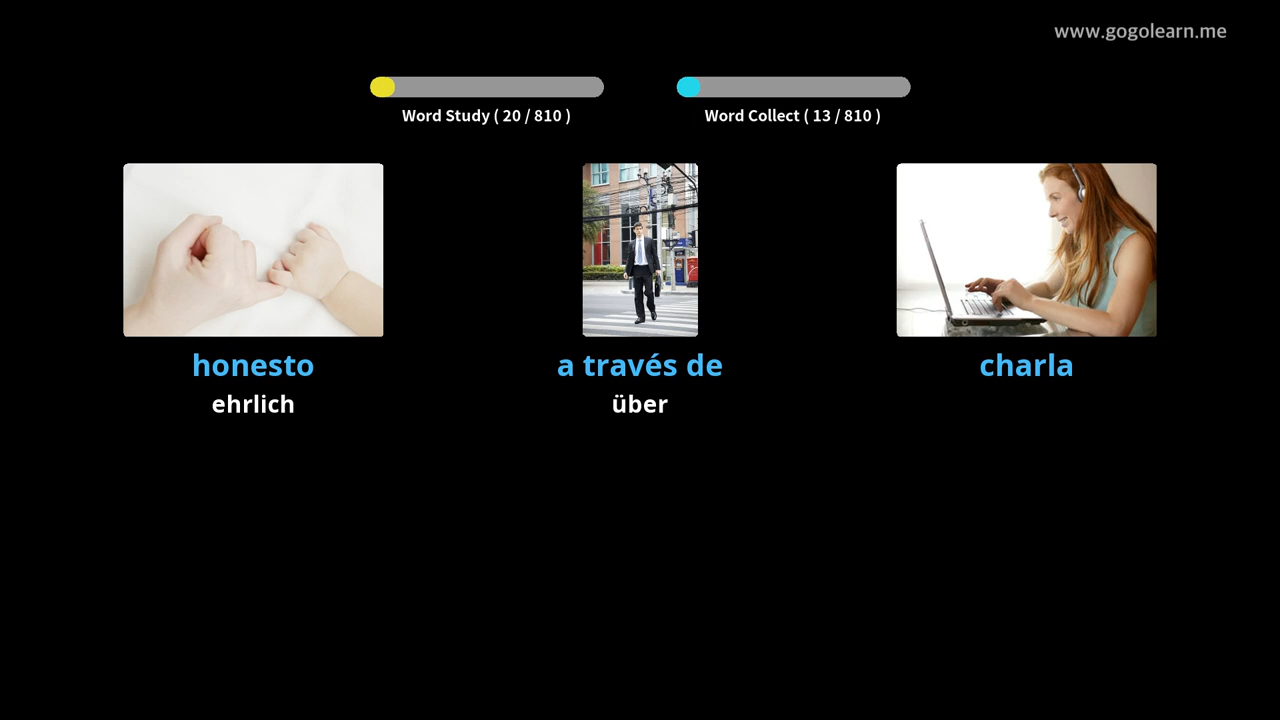 www.gogolearn.me
Word Study ( 20 / 810 )
Word Collect ( 13 / 810 )
honesto
ehrlich
a través de
über
charla